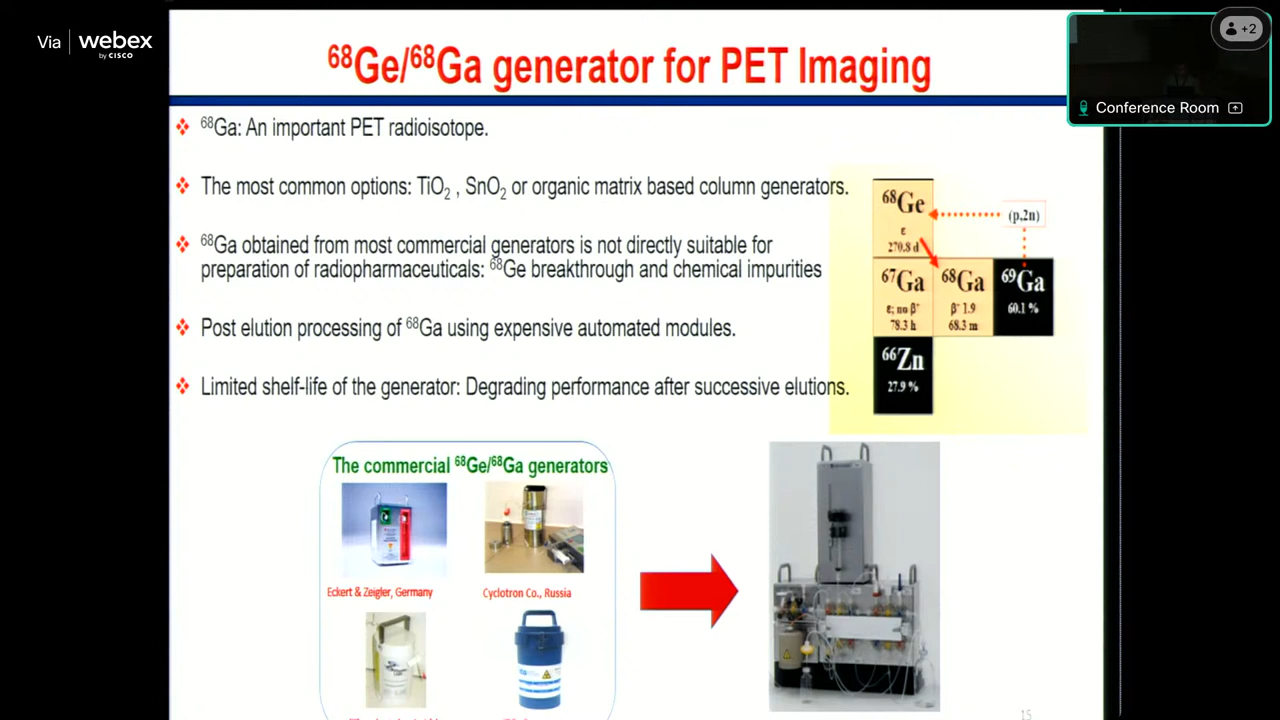 Via webex
by CISCO
+2
Conference Room
⁶⁸Ge/⁶⁸Ga generator for PET Imaging
❖ ⁶⁸Ga: An important PET radioisotope.
❖ The most common options: TiO₂ , SnO₂ or organic matrix based column generators.
❖ ⁶⁸Ga obtained from most commercial generators is not directly suitable for
preparation of radiopharmaceuticals: ⁶⁸Ge breakthrough and chemical impurities
❖ Post elution processing of ⁶⁸Ga using expensive automated modules.
❖ Limited shelf-life of the generator: Degrading performance after successive elutions.
⁶⁸Ge
ε
270.8 d
(p,2n)
⁶⁷Ga
ε; no β⁺
78.3 h
⁶⁸Ga
β⁺ 1.9
68.3 m
⁶⁹Ga
60.1 %
⁶⁶Zn
27.9 %
The commercial ⁶⁸Ge/⁶⁸Ga generators
Eckert & Zeigler, Germany
Cyclotron Co., Russia
15